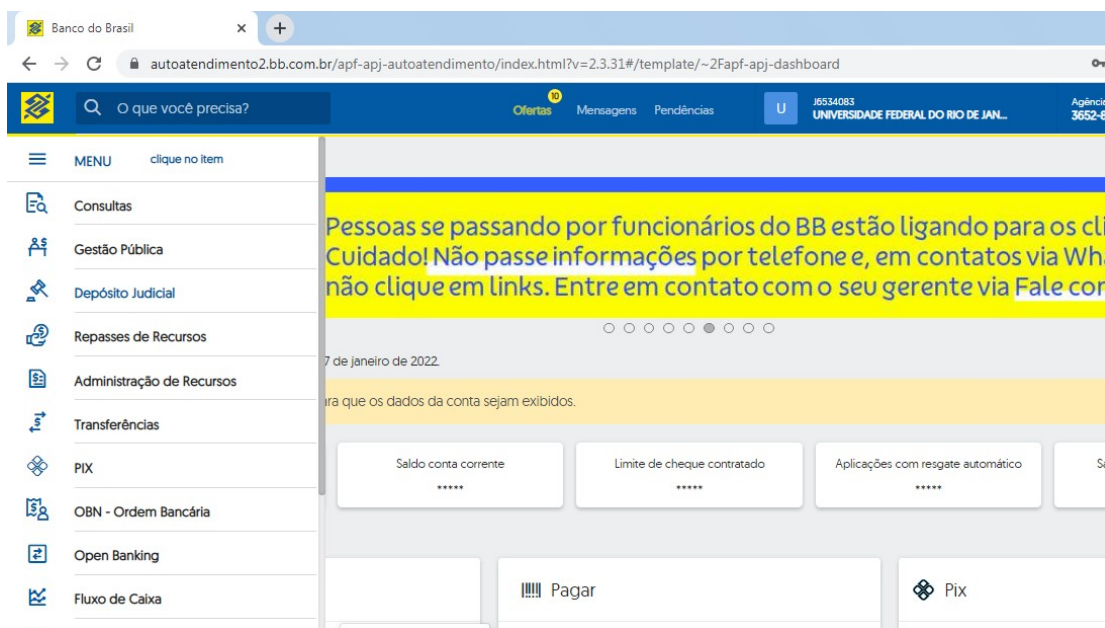 Banco do Brasil
autoatendimento2.bb.com.br/apf-apj-autoatendimento/index.html?v=2.3.31#/template/~2Fapf-apj-dashboard
O que você precisa?
Ofertas
10
Mensagens
Pendências
U
J6534083
UNIVERSIDADE FEDERAL DO RIO DE JAN...
Agência
3652-8
MENU
clique no item
Consultas
Gestão Pública
Depósito Judicial
Repasses de Recursos
Administração de Recursos
Transferências
PIX
OBN - Ordem Bancária
Open Banking
Fluxo de Caixa
Pessoas se passando por funcionários do BB estão ligando para os cli
Cuidado! Não passe informações por telefone e, em contatos via Wha
não clique em links. Entre em contato com o seu gerente via Fale con
7 de janeiro de 2022.
ra que os dados da conta sejam exibidos.
Saldo conta corrente
*****
Limite de cheque contratado
*****
Aplicações com resgate automático
*****
Pagar
Pix